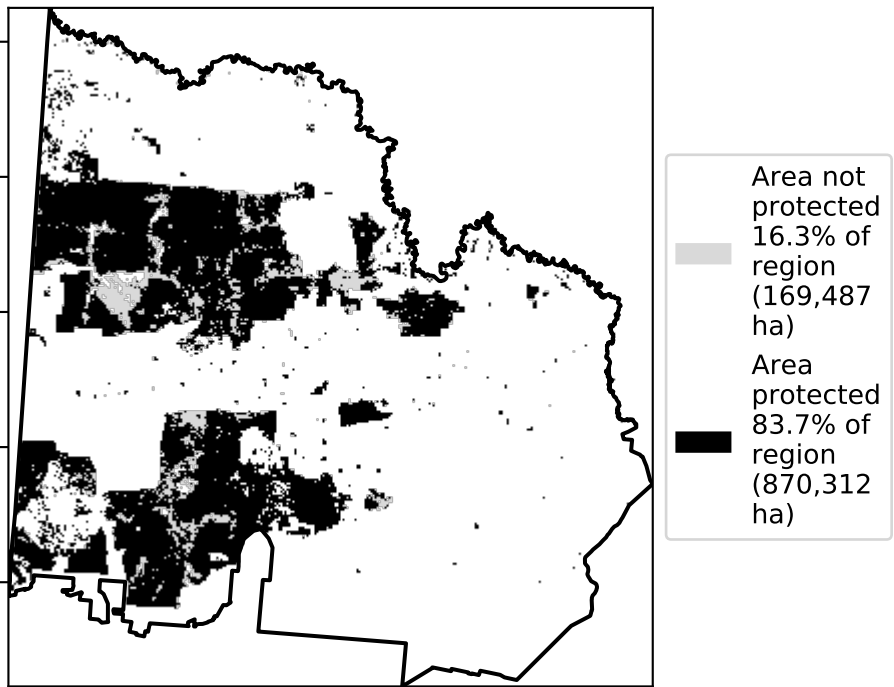 Area not
protected
16.3% of
region
(169,487
ha)
Area
protected
83.7% of
region
(870,312
ha)